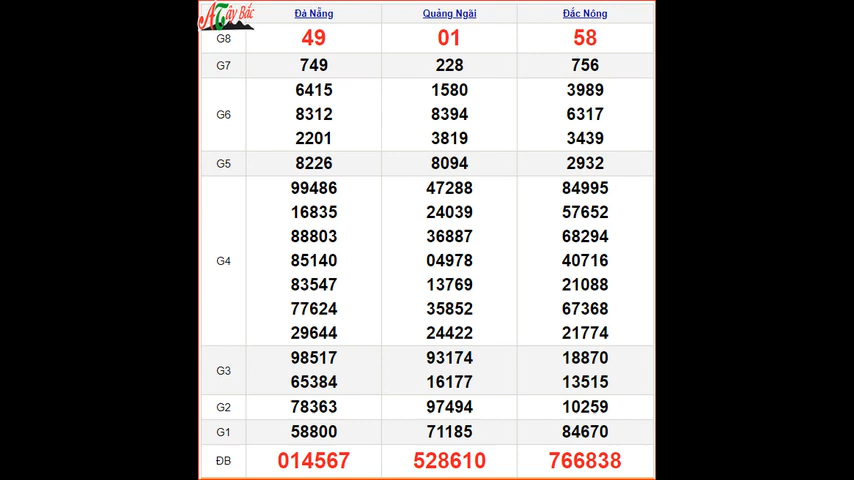 ATây Bắc
Đà Nẵng Quảng Ngãi Đắc Nông
G8 49 01 58
G7 749 228 756
6415 1580 3989
G6 8312 8394 6317
2201 3819 3439
G5 8226 8094 2932
99486 47288 84995
16835 24039 57652
88803 36887 68294
G4 85140 04978 40716
83547 13769 21088
77624 35852 67368
29644 24422 21774
G3 98517 93174 18870
65384 16177 13515
G2 78363 97494 10259
G1 58800 71185 84670
ĐB 014567 528610 766838